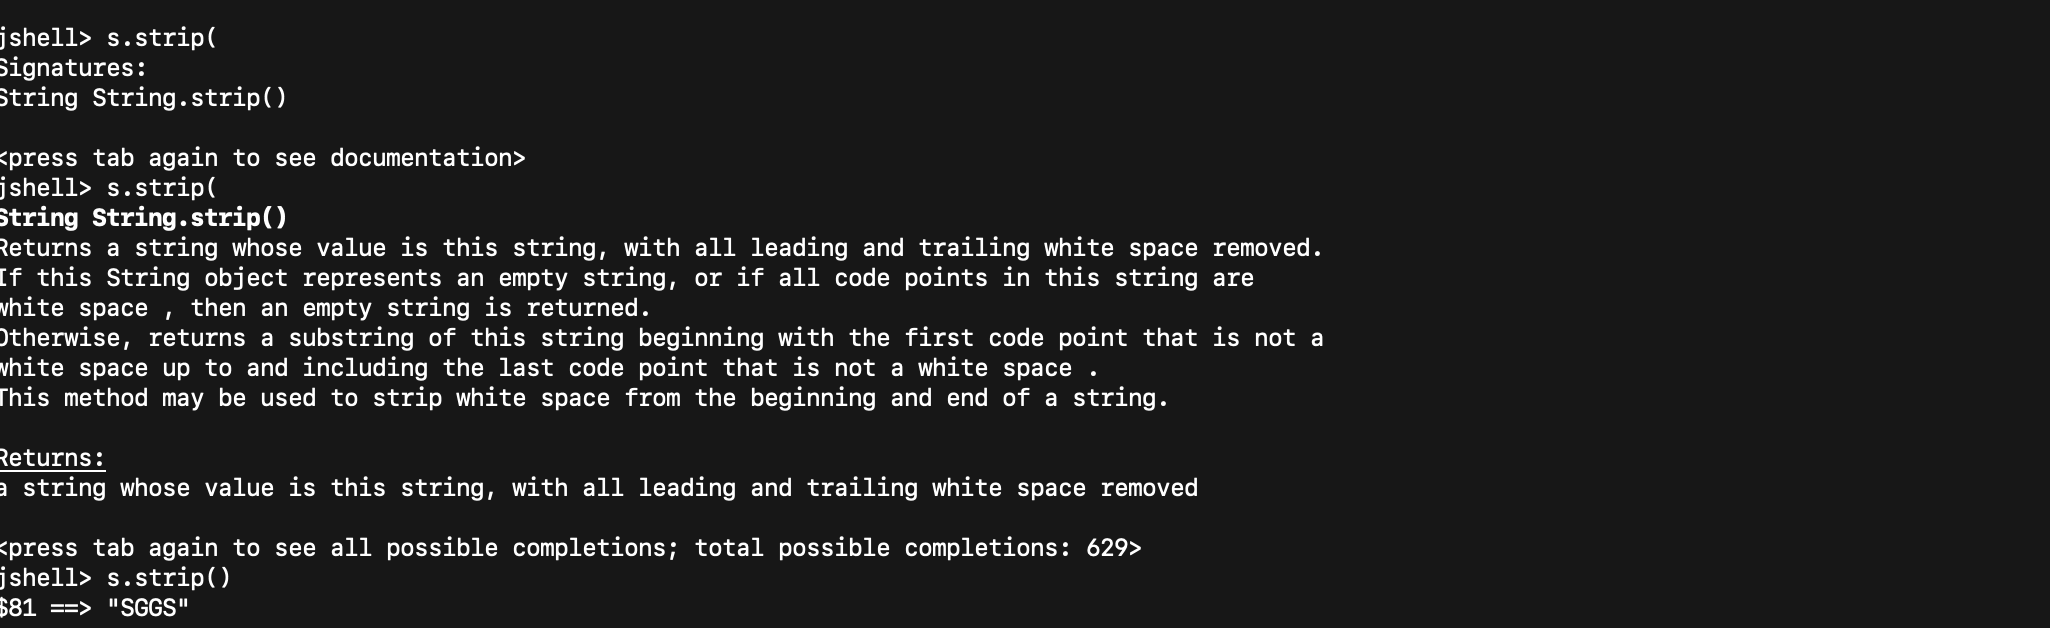 jshell> s.strip(
Signatures:
String String.strip()
<press tab again to see documentation>
jshell> s.strip(
String String.strip()
Returns a string whose value is this string, with all leading and trailing white space removed.
If this String object represents an empty string, or if all code points in this string are
white space , then an empty string is returned.
Otherwise, returns a substring of this string beginning with the first code point that is not a
white space up to and including the last code point that is not a white space .
This method may be used to strip white space from the beginning and end of a string.
Returns:
a string whose value is this string, with all leading and trailing white space removed
<press tab again to see all possible completions; total possible completions: 629>
jshell> s.strip()
$81 ==> "SGGS"